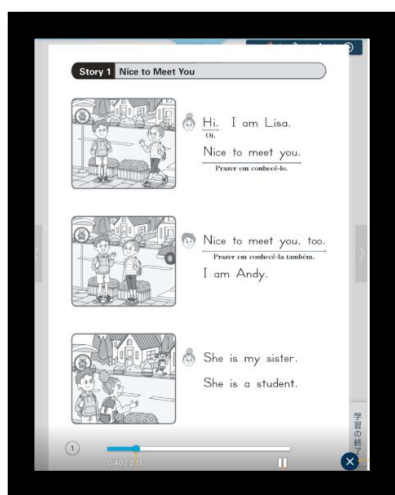 Story 1 Nice to Meet You
Hi. I am Lisa.
Oi.
Nice to meet you.
Prazer em conhecê-lo.
Nice to meet you, too.
Prazer em conhecê-la também.
I am Andy.
She is my sister.
She is a student.
1
学習の終了